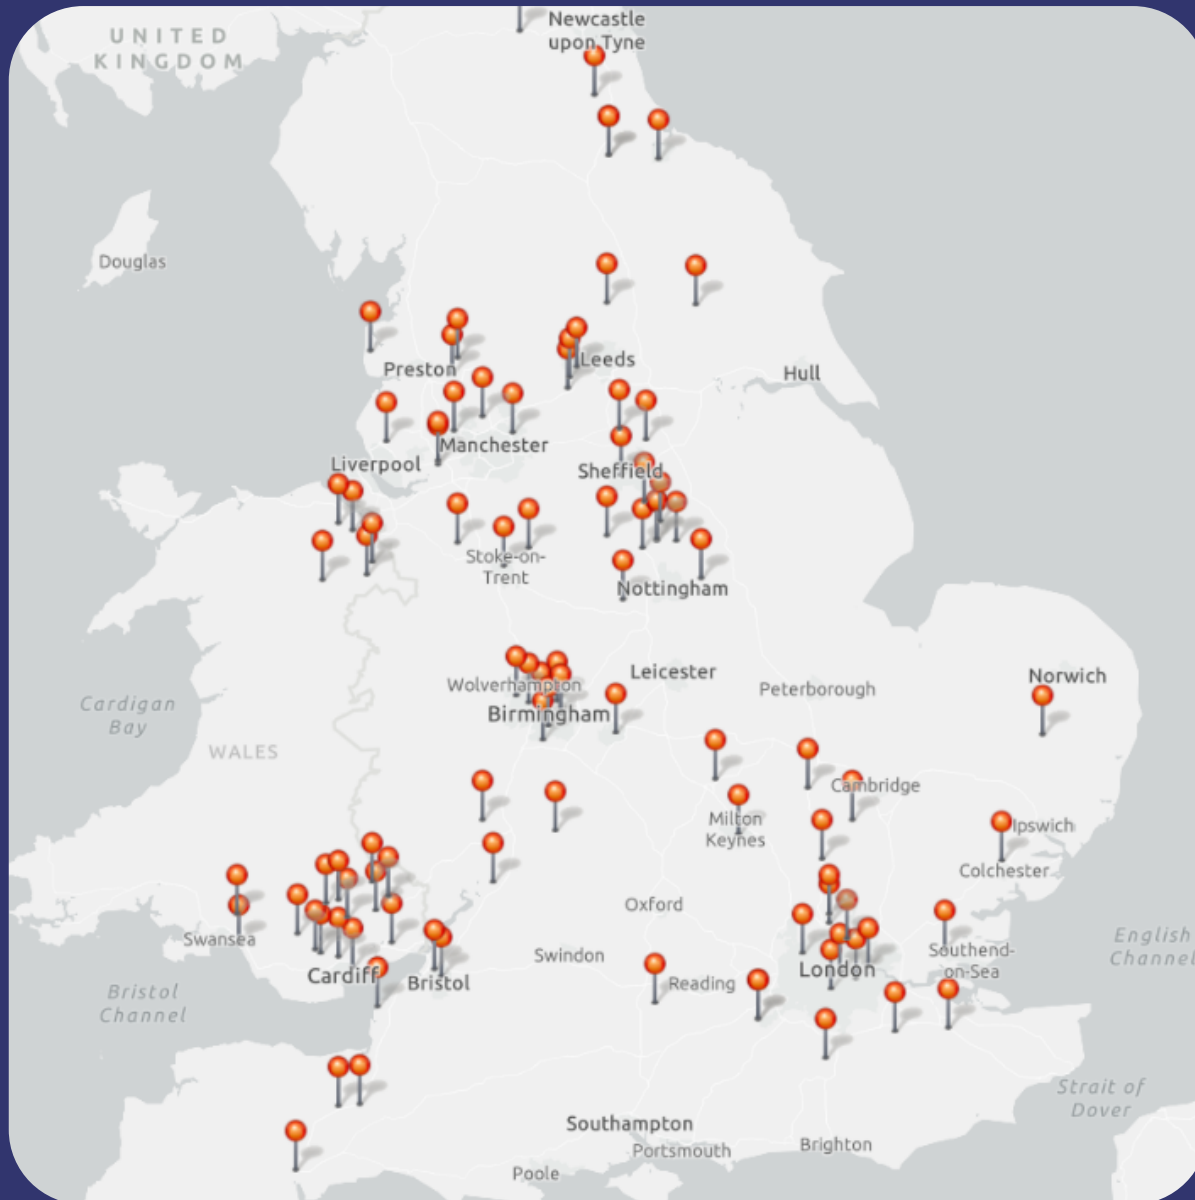 Newcastle
upon Tyne
UNITED
KINGDOM
Douglas
Leeds
Preston
Hull
Manchester
Liverpool
Sheffield
Stoke-on-
Trent
Nottingham
Leicester
Norwich
Wolverhampton
Peterborough
Cardigan
Bay
Birmingham
WALES
Cambridge
Milton
Keynes
Ipswich
Colchester
Oxford
Swansea
English
Channel
Southend-
on-Sea
Swindon
London
Cardiff
Bristol
Reading
Bristol
Channel
Strait of
Dover
Southampton
Brighton
Portsmouth
Poole